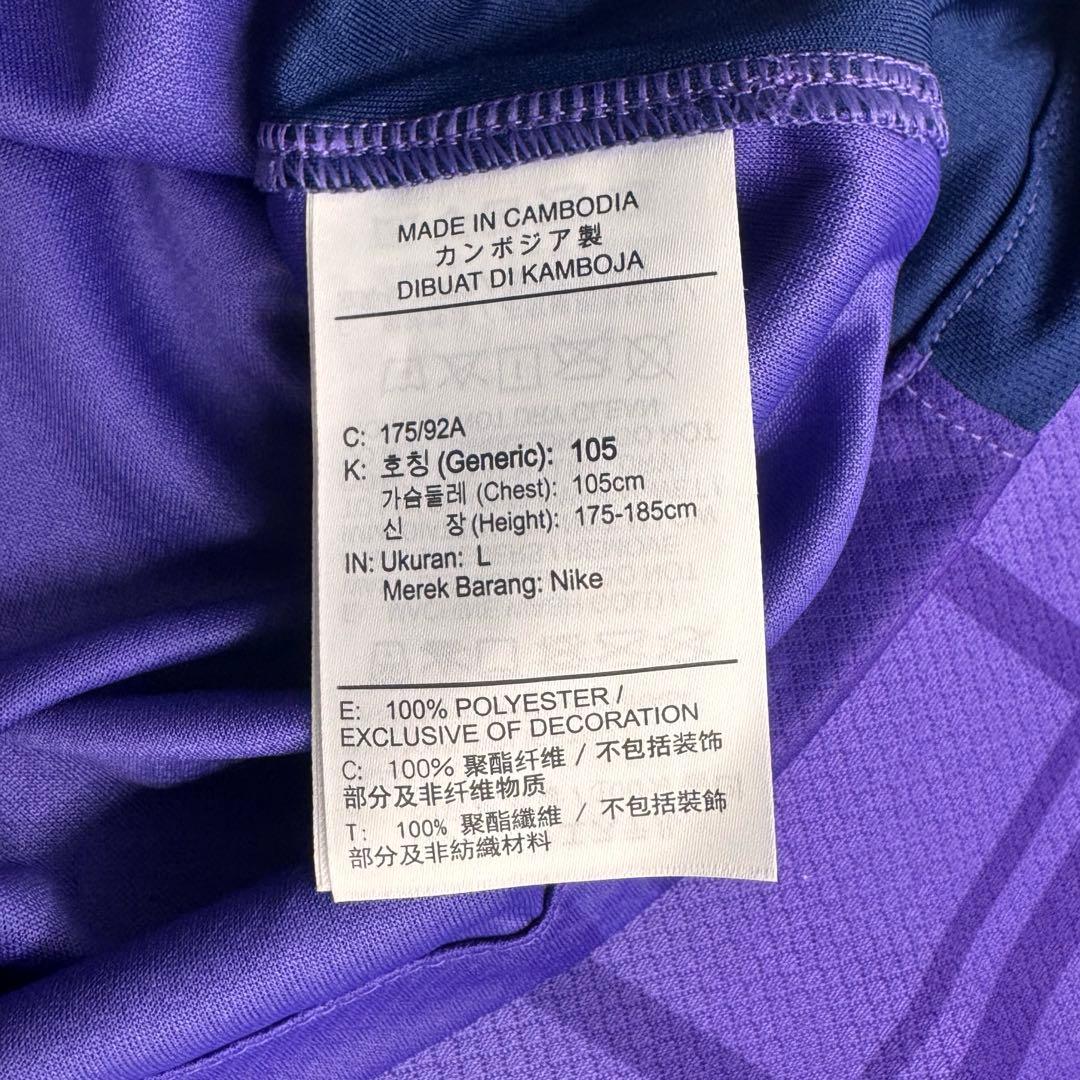 MADE IN CAMBODIA
カンボジア製
DIBUAT DI KAMBOJA
C: 175/92A
K: 호칭 (Generic): 105
가슴둘레 (Chest): 105cm
신 장 (Height): 175-185cm
IN: Ukuran: L
Merek Barang: Nike
E: 100% POLYESTER /
EXCLUSIVE OF DECORATION
C: 100% 聚酯纤维 / 不包括装饰
部分及非纤维物质
T: 100% 聚酯纖維 / 不包括裝飾
部分及非紡織材料